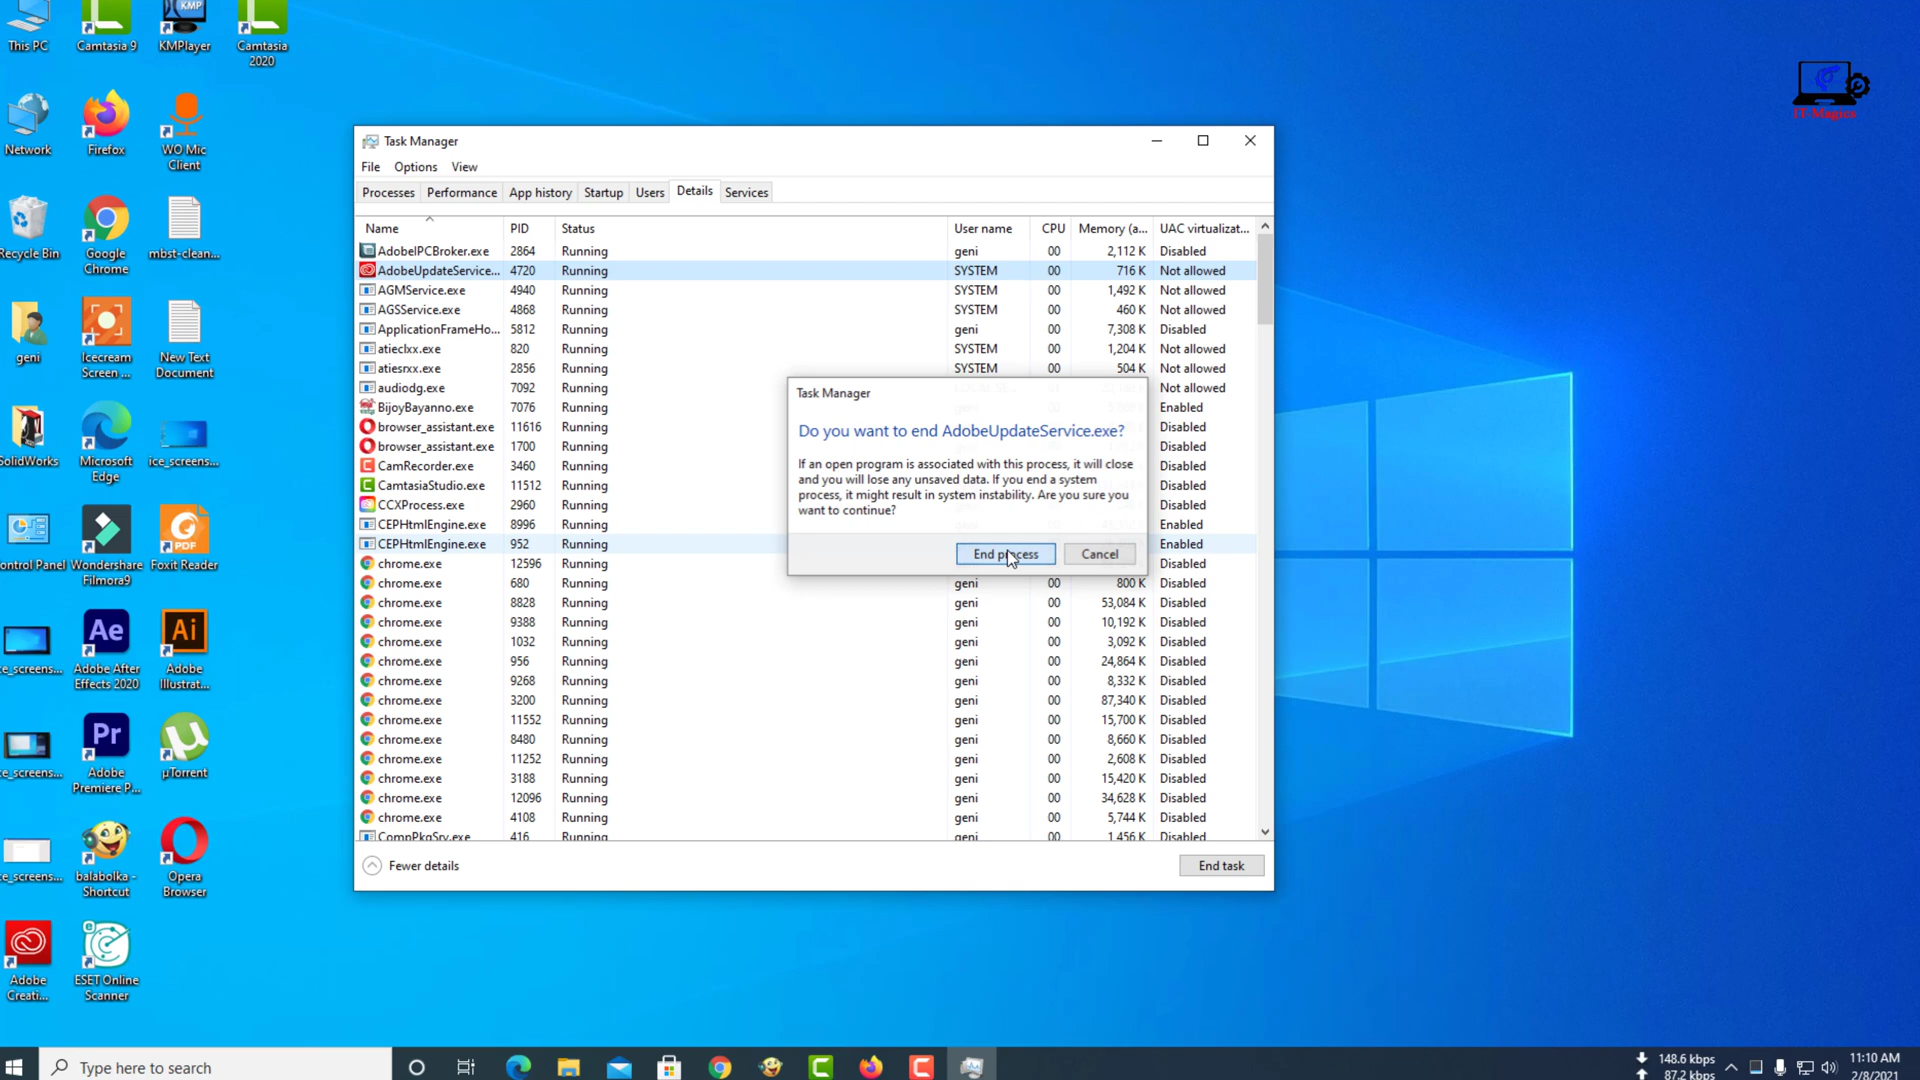 This PC
Camtasia 9
KMPlayer
Camtasia
2020
IT-Magics
Network
Firefox
WO Mic
Client
Recycle Bin
Google
Chrome
mbst-clean...
geni
Icecream
Screen ...
New Text
Document
SolidWorks
Microsoft
Edge
ice_screens...
ontrol Panel
Wondershare
Filmora9
Foxit Reader
ce_screens...
Adobe After
Effects 2020
Adobe
Illustrat...
ce_screens...
Adobe
Premiere P...
µTorrent
ce_screens...
balabolka -
Shortcut
Opera
Browser
Adobe
Creati...
ESET Online
Scanner
Task Manager
File Options View
Processes Performance App history Startup Users Details Services
Name PID Status User name CPU Memory (a... UAC virtualizat...
AdobeIPCBroker.exe 2864 Running geni 00 2,112 K Disabled
AdobeUpdateService... 4720 Running SYSTEM 00 716 K Not allowed
AGMService.exe 4940 Running SYSTEM 00 1,492 K Not allowed
AGSService.exe 4868 Running SYSTEM 00 460 K Not allowed
ApplicationFrameHo... 5812 Running geni 00 7,308 K Disabled
atieclxx.exe 820 Running SYSTEM 00 1,204 K Not allowed
atiesrxx.exe 2856 Running SYSTEM 00 504 K Not allowed
audiodg.exe 7092 Running Not allowed
BijoyBayanno.exe 7076 Running Enabled
browser_assistant.exe 11616 Running Disabled
browser_assistant.exe 1700 Running Disabled
CamRecorder.exe 3460 Running Disabled
CamtasiaStudio.exe 11512 Running Disabled
CCXProcess.exe 2960 Running Disabled
CEPHtmlEngine.exe 8996 Running Enabled
CEPHtmlEngine.exe 952 Running Enabled
chrome.exe 12596 Running Disabled
chrome.exe 680 Running geni 00 800 K Disabled
chrome.exe 8828 Running geni 00 53,084 K Disabled
chrome.exe 9388 Running geni 00 10,192 K Disabled
chrome.exe 1032 Running geni 00 3,092 K Disabled
chrome.exe 956 Running geni 00 24,864 K Disabled
chrome.exe 9268 Running geni 00 8,332 K Disabled
chrome.exe 3200 Running geni 00 87,340 K Disabled
chrome.exe 11552 Running geni 00 15,700 K Disabled
chrome.exe 8480 Running geni 00 8,660 K Disabled
chrome.exe 11252 Running geni 00 2,608 K Disabled
chrome.exe 3188 Running geni 00 15,420 K Disabled
chrome.exe 12096 Running geni 00 34,628 K Disabled
chrome.exe 4108 Running geni 00 5,744 K Disabled
CompPkgSrv.exe 416 Running geni 00 1,456 K Disabled
Fewer details
End task
Task Manager
Do you want to end AdobeUpdateService.exe?
If an open program is associated with this process, it will close
and you will lose any unsaved data. If you end a system
process, it might result in system instability. Are you sure you
want to continue?
End process
Cancel
Type here to search
148.6 kbps
87.2 kbps
11:10 AM
2/8/2021